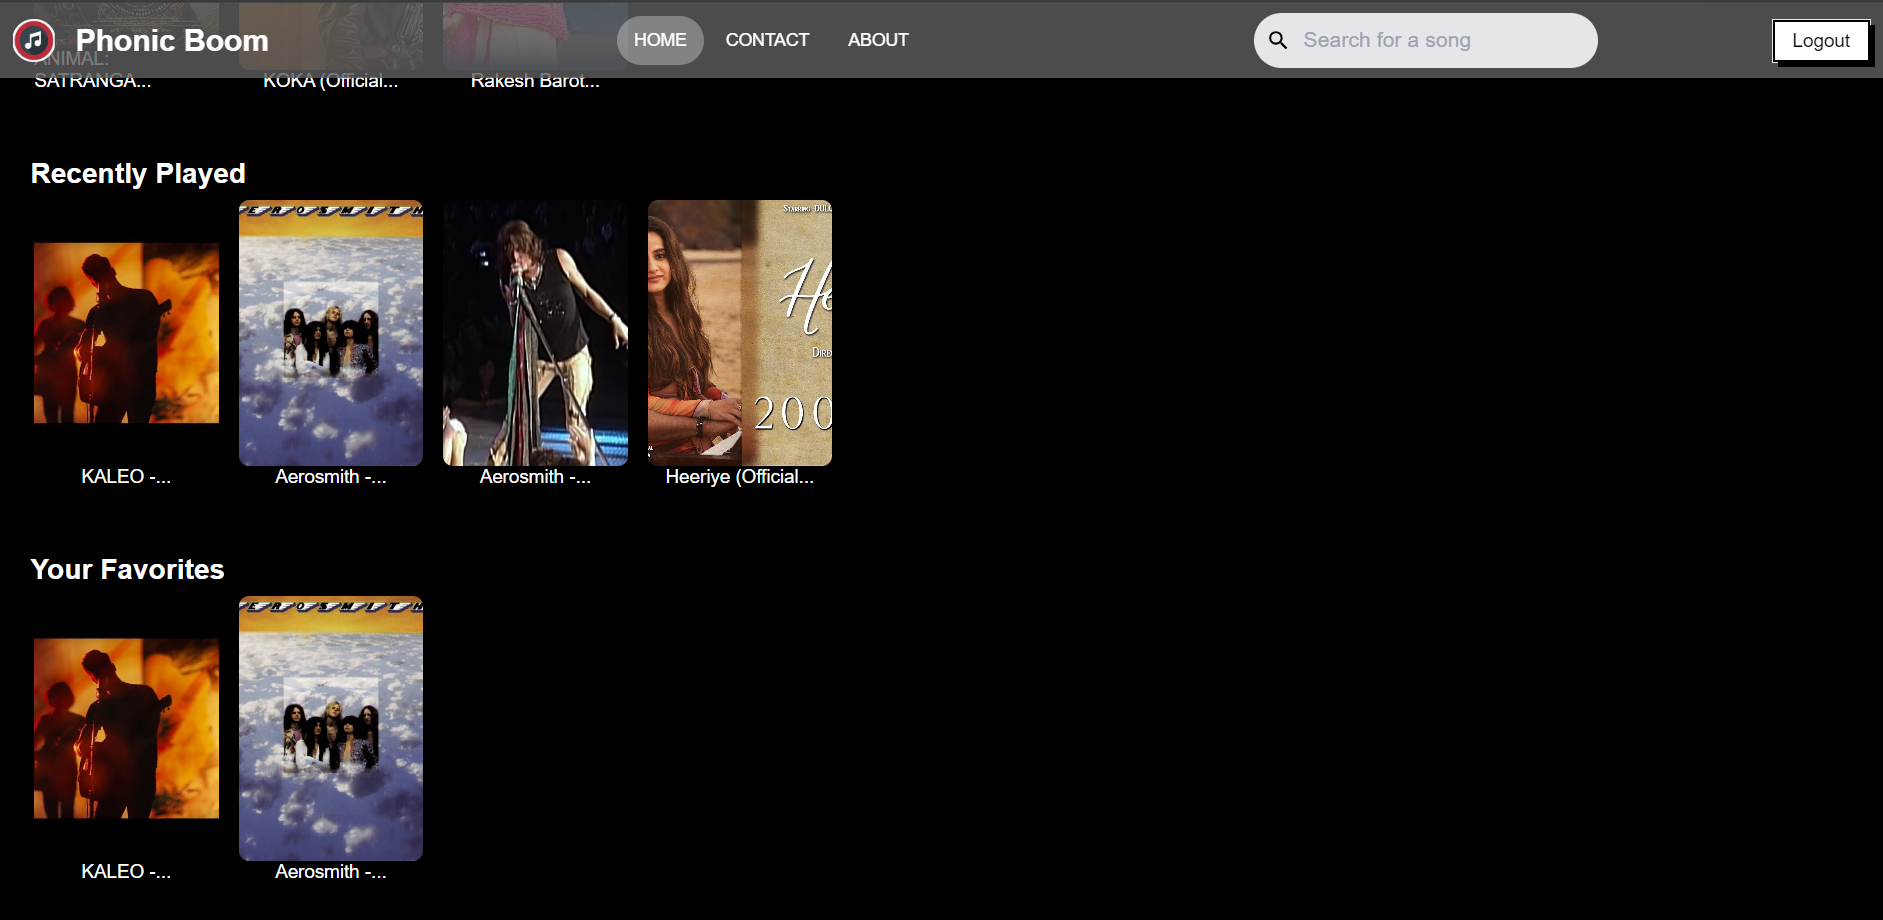 Phonic Boom
HOME
CONTACT
ABOUT
Search for a song
Logout
ANIMAL:
SATRANGA...
KOKA (Official...
Rakesh Barot...
Recently Played
AEROSMITH
STARRING DUL
He
DIRE
200
KALEO -...
Aerosmith -...
Aerosmith -...
Heeriye (Official...
Your Favorites
AEROSMITH
KALEO -...
Aerosmith -...